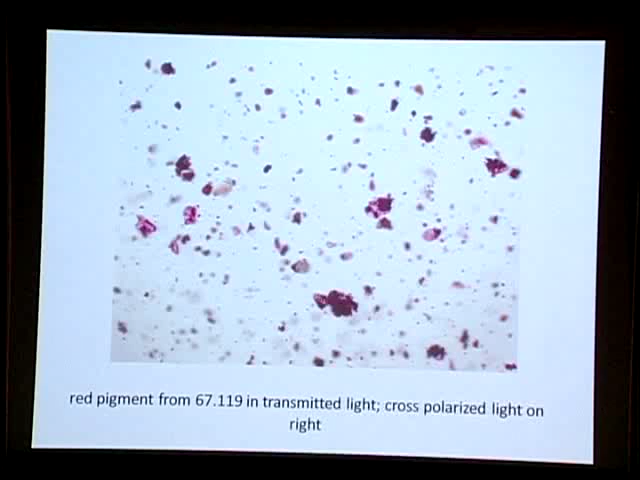 red pigment from 67.119 in transmitted light; cross polarized light on
right